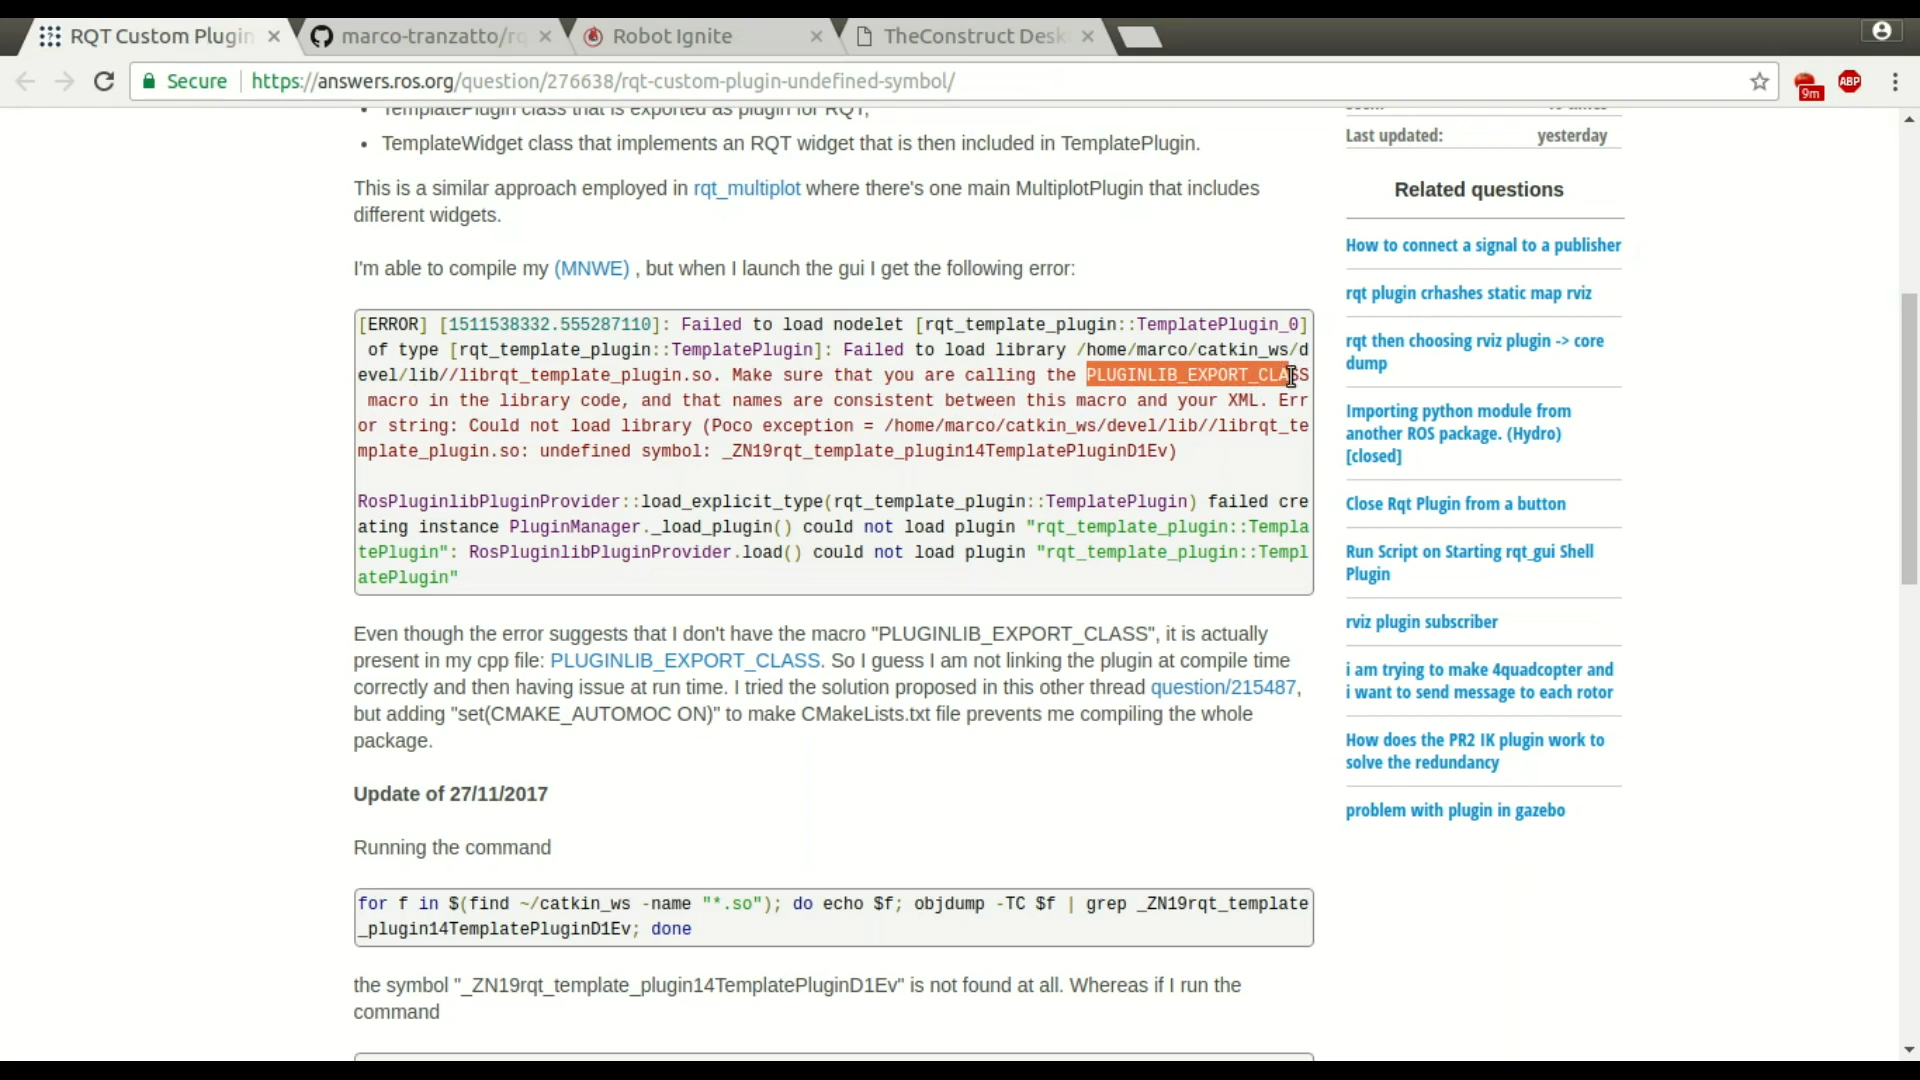 RQT Custom Plugin
marco-tranzatto/rq
Robot Ignite
TheConstruct Desk
Secure
https://answers.ros.org/question/276638/rqt-custom-plugin-undefined-symbol/
9m
ABP
TemplatePlugin class that is exported as plugin for RQT,
• TemplateWidget class that implements an RQT widget that is then included in TemplatePlugin.
This is a similar approach employed in rqt_multiplot where there's one main MultiplotPlugin that includes
different widgets.
I'm able to compile my (MNWE) , but when I launch the gui I get the following error:
[ERROR] [1511538332.555287110]: Failed to load nodelet [rqt_template_plugin::TemplatePlugin_0]
of type [rqt_template_plugin::TemplatePlugin]: Failed to load library /home/marco/catkin_ws/d
evel/lib//librqt_template_plugin.so. Make sure that you are calling the PLUGINLIB_EXPORT_CLASS
macro in the library code, and that names are consistent between this macro and your XML. Err
or string: Could not load library (Poco exception = /home/marco/catkin_ws/devel/lib//librqt_te
mplate_plugin.so: undefined symbol: _ZN19rqt_template_plugin14TemplatePluginD1Ev)
RosPluginlibPluginProvider::load_explicit_type(rqt_template_plugin::TemplatePlugin) failed cre
ating instance PluginManager._load_plugin() could not load plugin "rqt_template_plugin::Templa
tePlugin": RosPluginlibPluginProvider.load() could not load plugin "rqt_template_plugin::Templ
atePlugin"
Even though the error suggests that I don't have the macro "PLUGINLIB_EXPORT_CLASS", it is actually
present in my cpp file: PLUGINLIB_EXPORT_CLASS. So I guess I am not linking the plugin at compile time
correctly and then having issue at run time. I tried the solution proposed in this other thread question/215487,
but adding "set(CMAKE_AUTOMOC ON)" to make CMakeLists.txt file prevents me compiling the whole
package.
Update of 27/11/2017
Running the command
for f in $(find ~/catkin_ws -name "*.so"); do echo $f; objdump -TC $f | grep _ZN19rqt_template
_plugin14TemplatePluginD1Ev; done
the symbol "_ZN19rqt_template_plugin14TemplatePluginD1Ev" is not found at all. Whereas if I run the
command
Last updated: yesterday
Related questions
How to connect a signal to a publisher
rqt plugin crhashes static map rviz
rqt then choosing rviz plugin -> core
dump
Importing python module from
another ROS package. (Hydro)
[closed]
Close Rqt Plugin from a button
Run Script on Starting rqt_gui Shell
Plugin
rviz plugin subscriber
i am trying to make 4quadcopter and
i want to send message to each rotor
How does the PR2 IK plugin work to
solve the redundancy
problem with plugin in gazebo